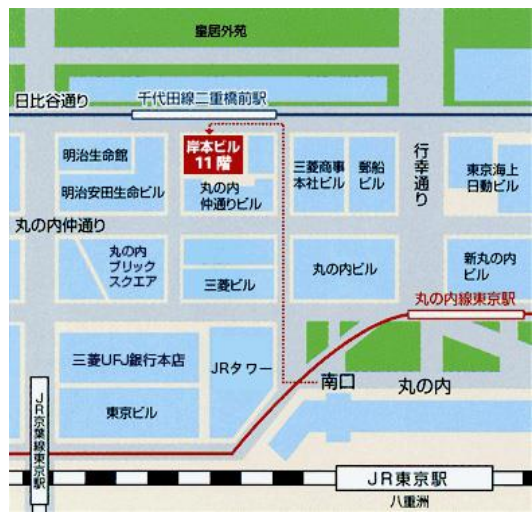 皇居外苑
日比谷通り
千代田線二重橋前駅
明治生命館
岸本ビル
11階
三菱商事
本社ビル
郵船
ビル
行幸通り
東京海上
日動ビル
明治安田生命ビル
丸の内
仲通りビル
丸の内仲通り
丸の内
ブリック
スクエア
三菱ビル
丸の内ビル
新丸の内
ビル
丸の内線東京駅
三菱UFJ銀行本店
JRタワー
南口
丸の内
東京ビル
JR京葉線東京駅
JR東京駅
八重洲